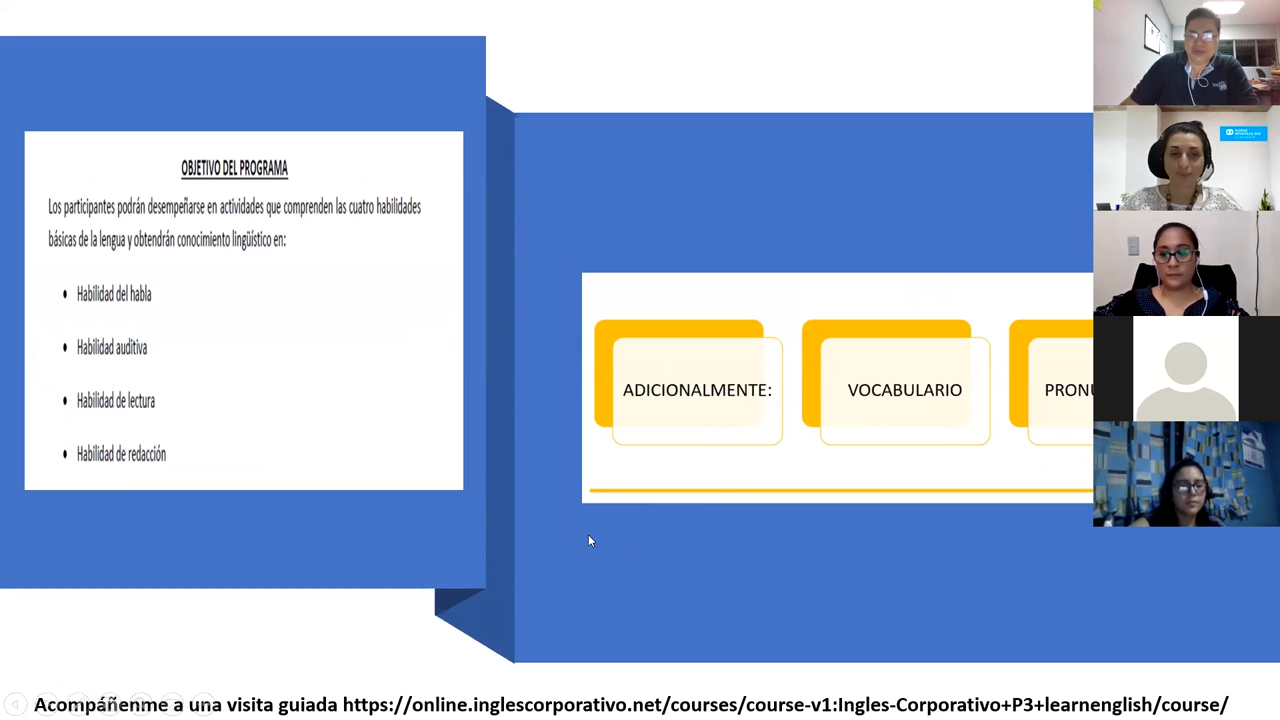 OBJETIVO DEL PROGRAMA
Los participantes podrán desempeñarse en actividades que comprenden las cuatro habilidades
básicas de la lengua y obtendrán conocimiento lingüístico en:
• Habilidad del habla
• Habilidad auditiva
• Habilidad de lectura
• Habilidad de redacción
ADICIONALMENTE:
VOCABULARIO
Acompáñenme a una visita guiada https://online.inglescorporativo.net/courses/course-v1:Ingles-Corporativo+P3+learnenglish/course/